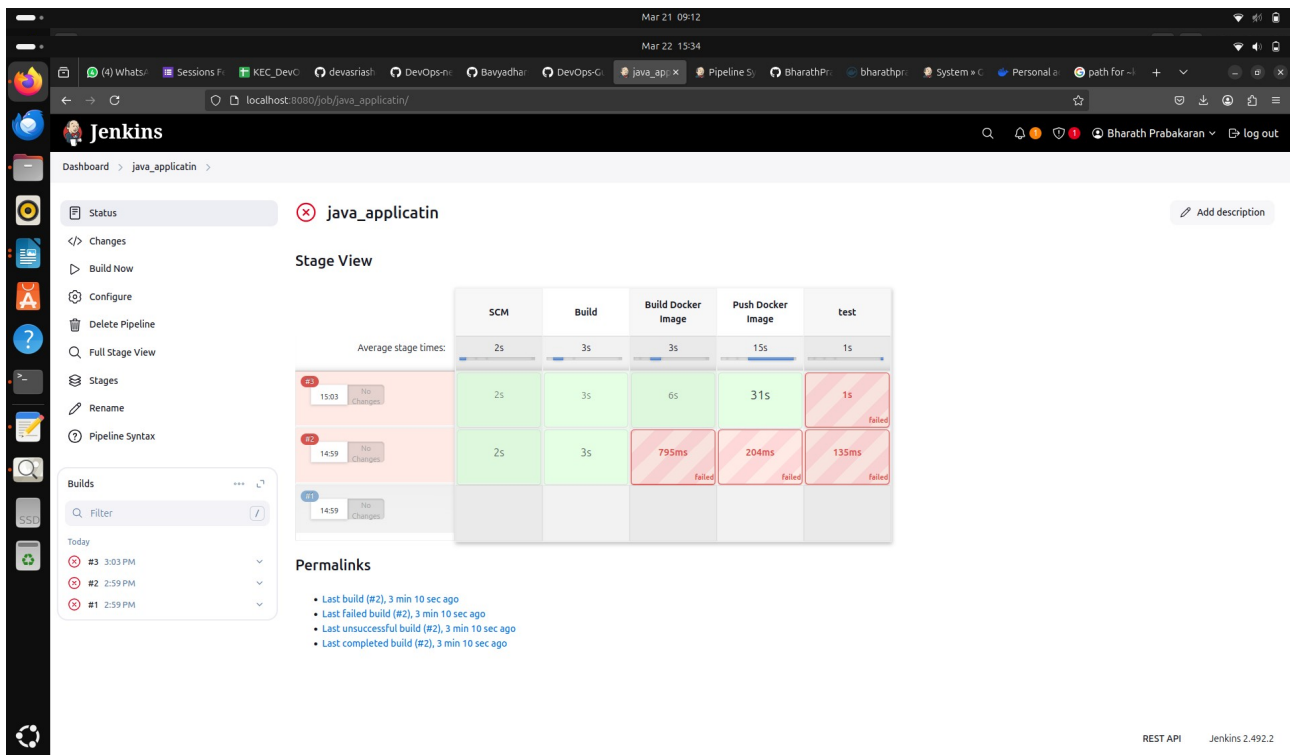 Mar 21 09:12
Mar 22 15:34
(4) WhatsA Sessions F KEC_DevO devasriash DevOps-ne Bavyadhar DevOps-G java_app × Pipeline Sy BharathPra bharathpra System » C Personal a path for ~
localhost:8080/job/java_applicatin/
Jenkins 1 1 Bharath Prabakaran log out
Dashboard > java_applicatin >
Status
java_applicatin
Add description
Changes
Build Now
Configure
Delete Pipeline
Full Stage View
Stages
Rename
Pipeline Syntax
Stage View
SCM Build Build Docker Image Push Docker Image test
Average stage times: 2s 3s 3s 15s 1s
#3 15:03 No Changes 2s 3s 6s 31s 1s failed
#2 14:59 No Changes 2s 3s 795ms failed 204ms failed 135ms failed
#1 14:59 No Changes
Builds
Filter /
Today
#3 3:03 PM
#2 2:59 PM
#1 2:59 PM
Permalinks
Last build (#2), 3 min 10 sec ago
Last failed build (#2), 3 min 10 sec ago
Last unsuccessful build (#2), 3 min 10 sec ago
Last completed build (#2), 3 min 10 sec ago
SSD
REST API Jenkins 2.492.2